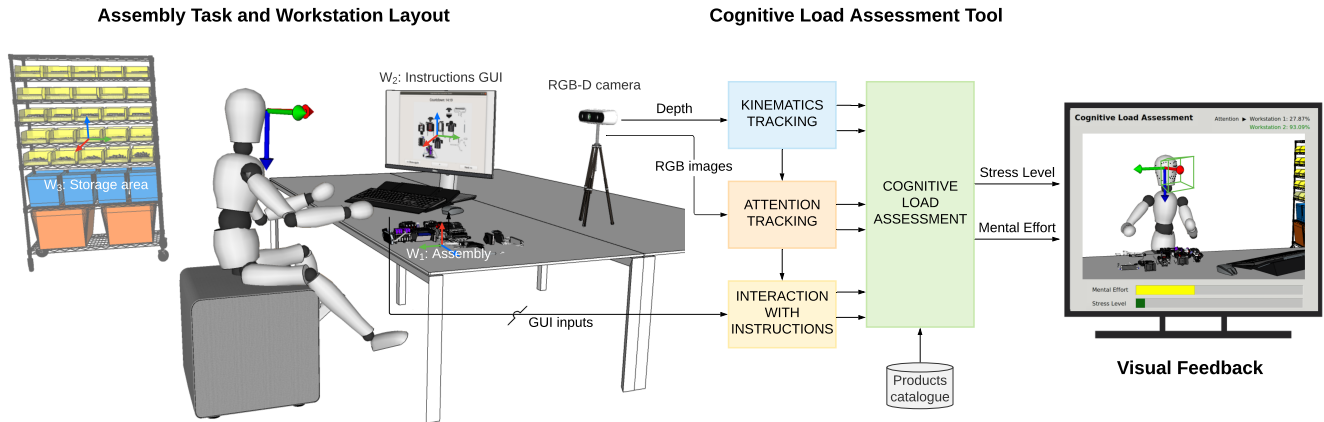 Assembly Task and Workstation Layout
Cognitive Load Assessment Tool
W₂: Instructions GUI
RGB-D camera
Depth
RGB images
W₃: Storage area
W₁: Assembly
GUI inputs
KINEMATICS
TRACKING
ATTENTION
TRACKING
INTERACTION
WITH
INSTRUCTIONS
COGNITIVE
LOAD
ASSESSMENT
Products
catalogue
Stress Level
Mental Effort
Cognitive Load Assessment
Attention ▶ Workstation 1: 27.87%
Workstation 2: 93.09%
Mental Effort
Stress Level
Visual Feedback